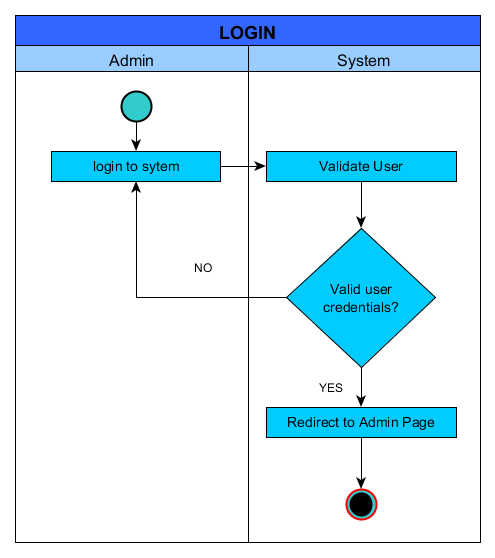 LOGIN
Admin
System
login to sytem
Validate User
NO
Valid user
credentials?
YES
Redirect to Admin Page